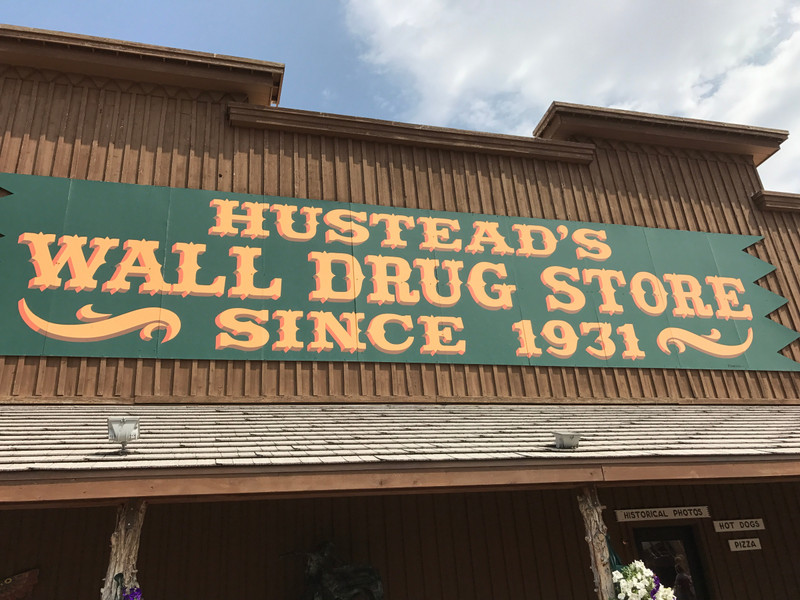 HUSTEAD'S
WALL DRUG STORE
SINCE 1931
HISTORICAL PHOTOS
HOT DOGS
PIZZA